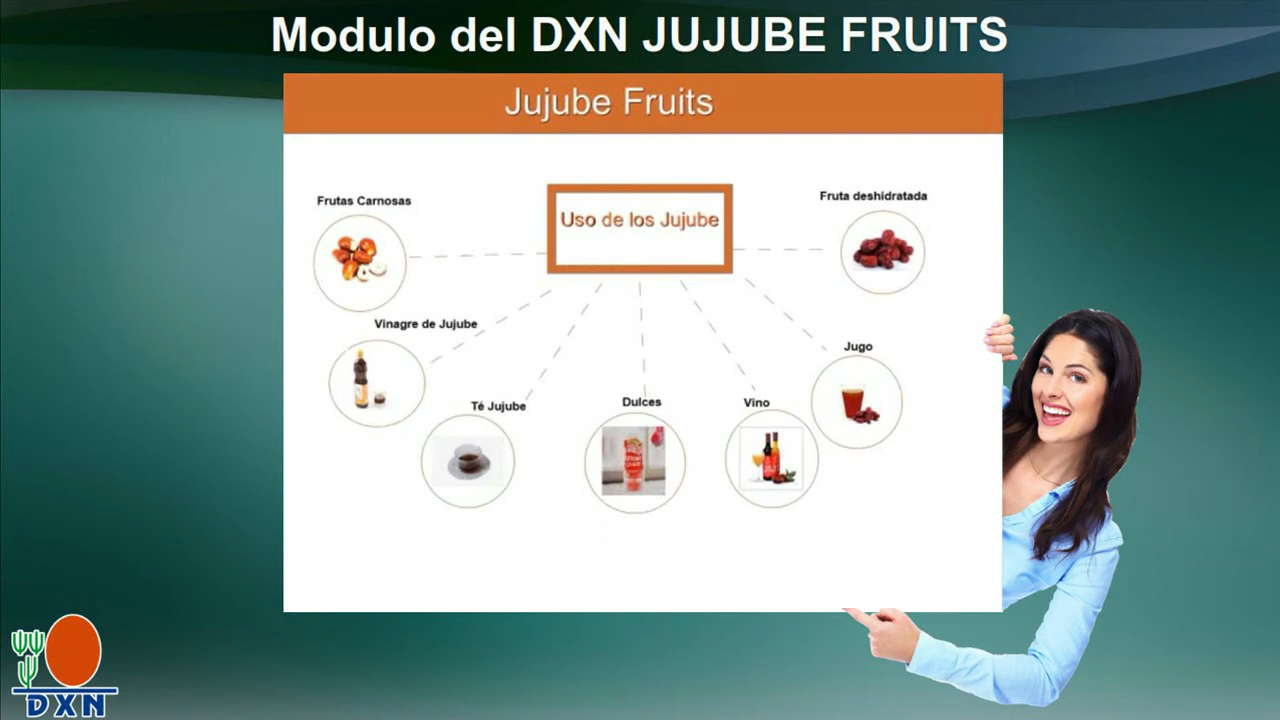 Modulo del DXN JUJUBE FRUITS
Jujube Fruits
Uso de los Jujube
Frutas Carnosas
Fruta deshidratada
Vinagre de Jujube
Jugo
Té Jujube
Dulces
Vino
DXN